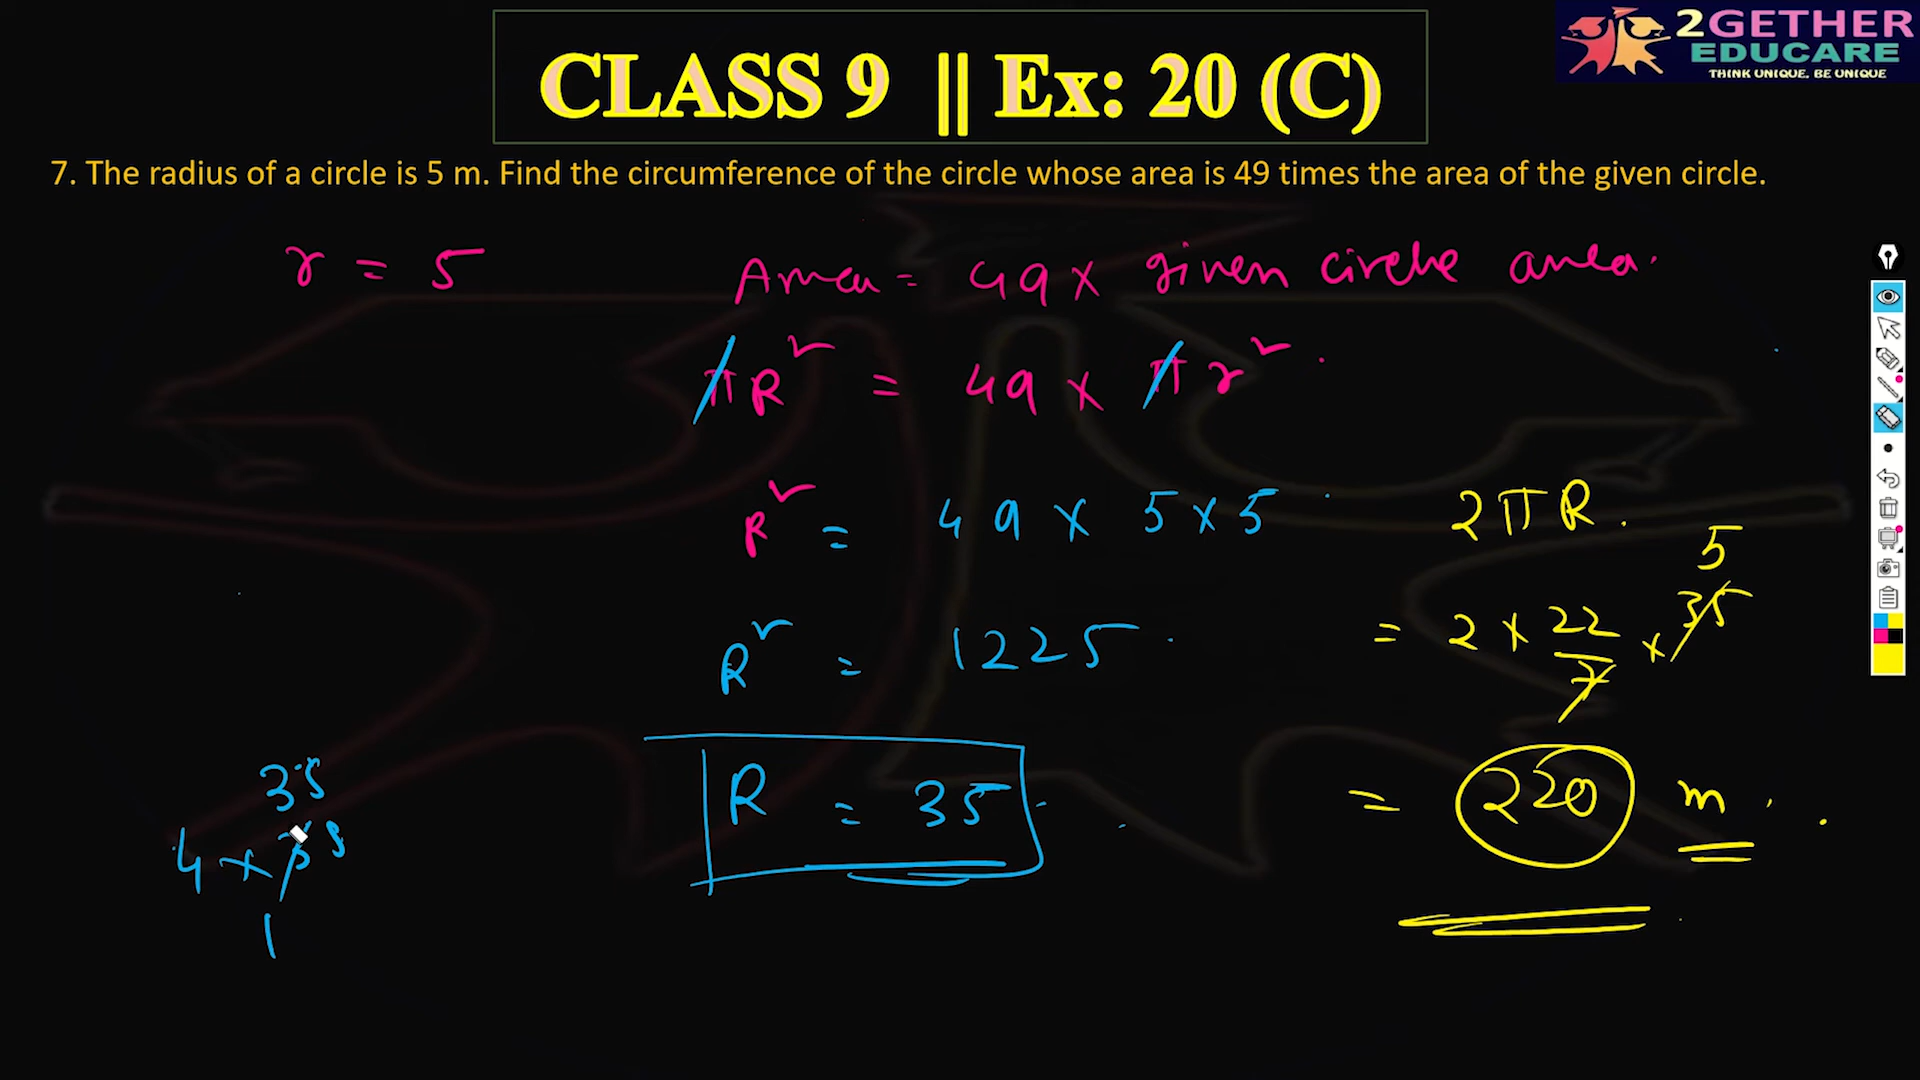 2GETHER
EDUCARE
THINK UNIQUE. BE UNIQUE
CLASS 9 || Ex: 20 (C)
7. The radius of a circle is 5 m. Find the circumference of the circle whose area is 49 times the area of the given circle.
r = 5
Area = 49 × given circle area.
πR² = 49 × πr².
R² = 49 × 5 × 5
2πR.
5
= 2 × 22/7 × 35
R² = 1225
R = 35
= 220 m.
35
4 ×
1